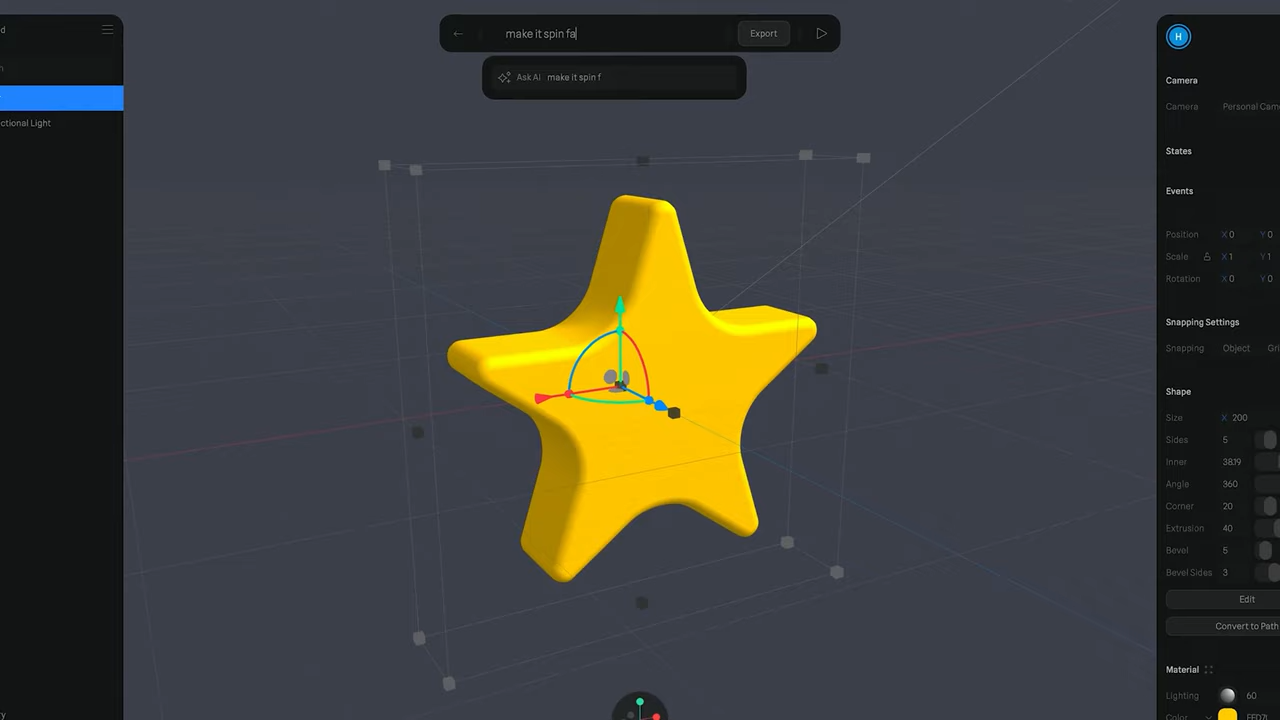 d
make it spin fa
Export
H
Ask AI make it spin f
ctional Light
Camera
Camera Personal Cam
States
Events
Position X 0 Y 0
Scale X 1 Y 1
Rotation X 0 Y 0
Snapping Settings
Snapping Object Gri
Shape
Size X 200
Sides 5
Inner 38.19
Angle 360
Corner 20
Extrusion 40
Bevel 5
Bevel Sides 3
Edit
Convert to Path
Material
Lighting 60
Color